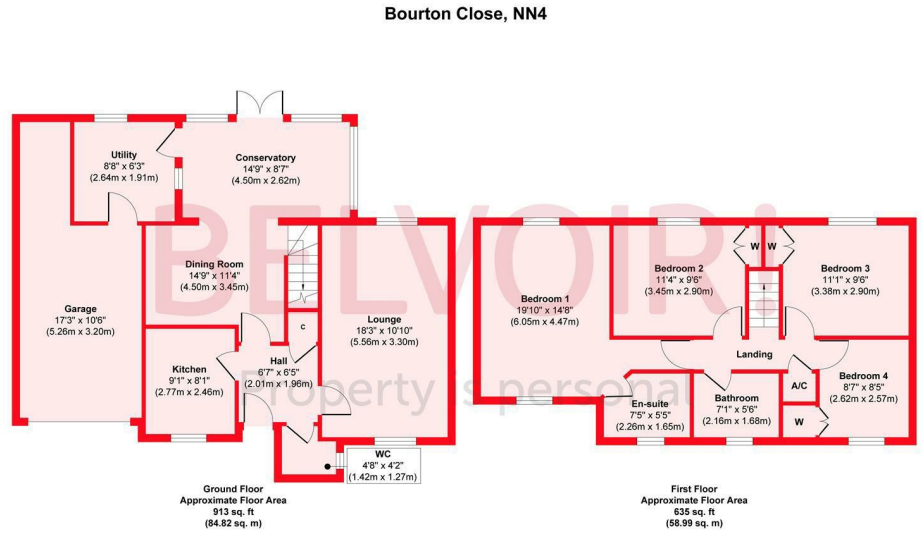 Bourton Close, NN4
Utility
8'8" x 6'3"
(2.64m x 1.91m)
Conservatory
14'9" x 8'7"
(4.50m x 2.62m)
BELVOIR!
Dining Room
14'9" x 11'4"
(4.50m x 3.45m)
Garage
17'3" x 10'6"
(5.26m x 3.20m)
Lounge
18'3" x 10'10"
(5.56m x 3.30m)
C
Kitchen
9'1" x 8'1"
(2.77m x 2.46m)
Hall
6'7" x 6'5"
(2.01m x 1.96m)
Property is personal
WC
4'8" x 4'2"
(1.42m x 1.27m)
Ground Floor
Approximate Floor Area
913 sq. ft
(84.82 sq. m)
Bedroom 1
19'10" x 14'8"
(6.05m x 4.47m)
Bedroom 2
11'4" x 9'6"
(3.45m x 2.90m)
W
W
Bedroom 3
11'1" x 9'6"
(3.38m x 2.90m)
Landing
Bedroom 4
8'7" x 8'5"
(2.62m x 2.57m)
A/C
W
En-suite
7'5" x 5'5"
(2.26m x 1.65m)
Bathroom
7'1" x 5'6"
(2.16m x 1.68m)
First Floor
Approximate Floor Area
635 sq. ft
(58.99 sq. m)